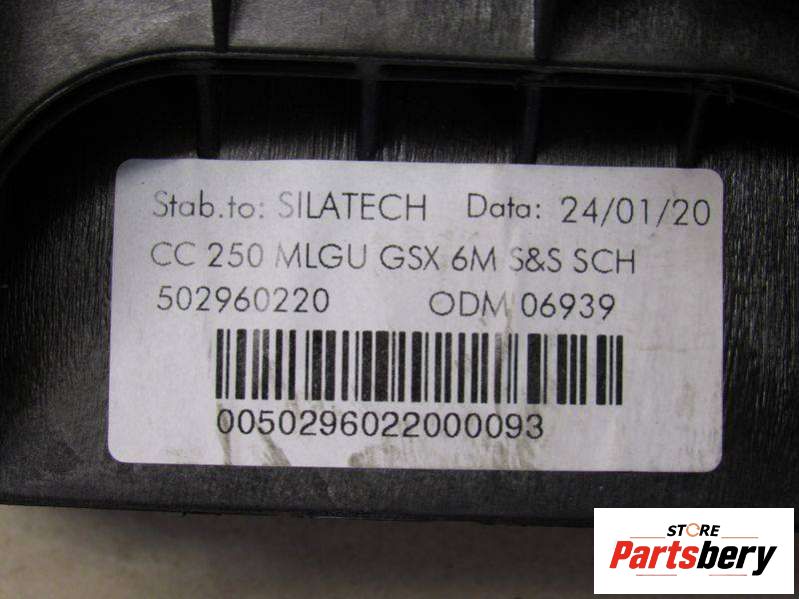 Stab.to: SILATECH Data: 24/01/20
CC 250 MLGU GSX 6M S&S SCH
502960220 ODM 06939
0050296022000093
STORE
Partsbery